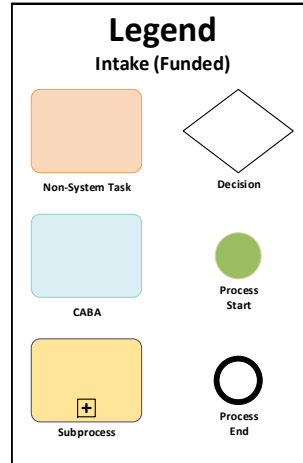 Legend
Intake (Funded)
Non-System Task
Decision
CABA
Process
Start
+
Subprocess
Process
End